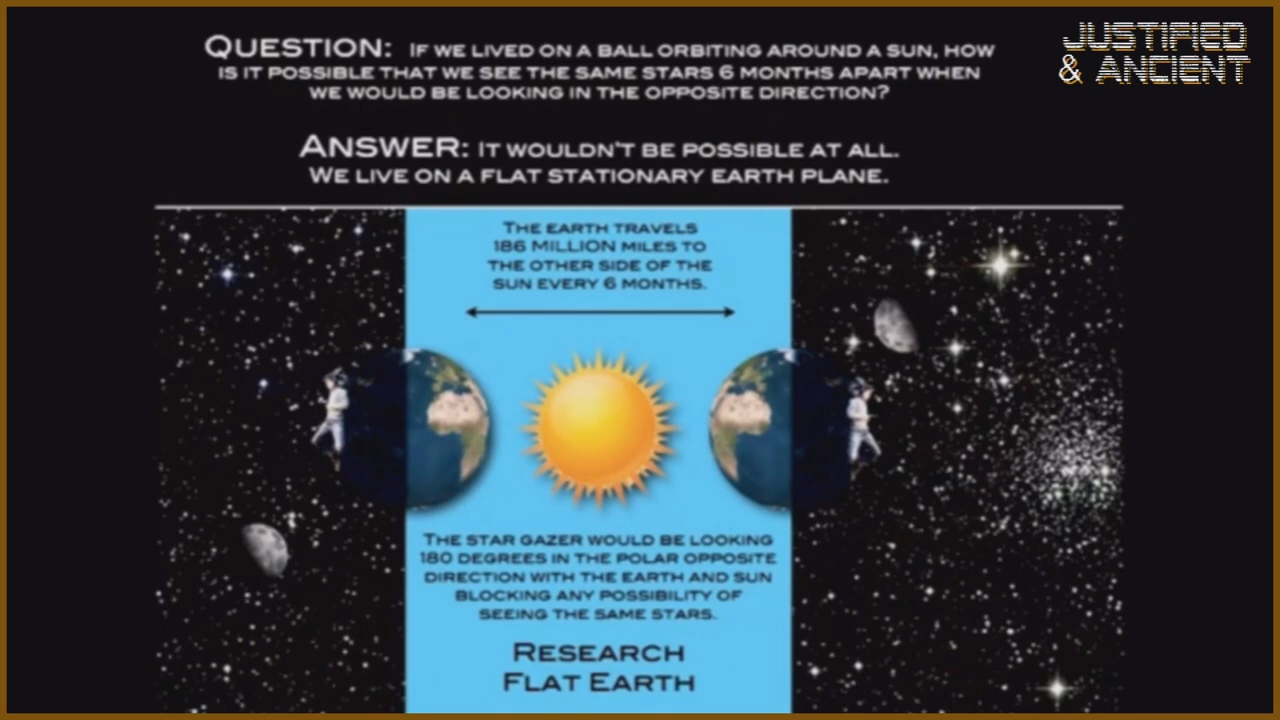 QUESTION: IF WE LIVED ON A BALL ORBITING AROUND A SUN, HOW
IS IT POSSIBLE THAT WE SEE THE SAME STARS 6 MONTHS APART WHEN
WE WOULD BE LOOKING IN THE OPPOSITE DIRECTION?
JUSTIFIED
& ANCIENT
ANSWER: IT WOULDN'T BE POSSIBLE AT ALL.
WE LIVE ON A FLAT STATIONARY EARTH PLANE.
THE EARTH TRAVELS
186 MILLION MILES TO
THE OTHER SIDE OF THE
SUN EVERY 6 MONTHS.
THE STAR GAZER WOULD BE LOOKING
180 DEGREES IN THE POLAR OPPOSITE
DIRECTION WITH THE EARTH AND SUN
BLOCKING ANY POSSIBILITY OF
SEEING THE SAME STARS.
RESEARCH
FLAT EARTH